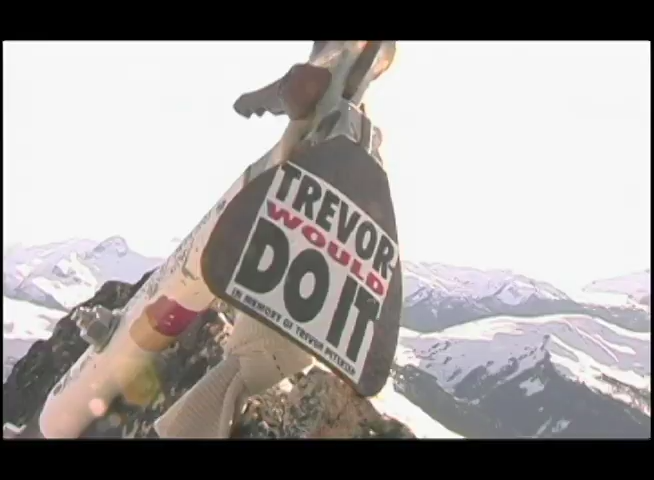 TREVOR
WOULD
DO IT
IN MEMORY OF TREVOR PETERSEN